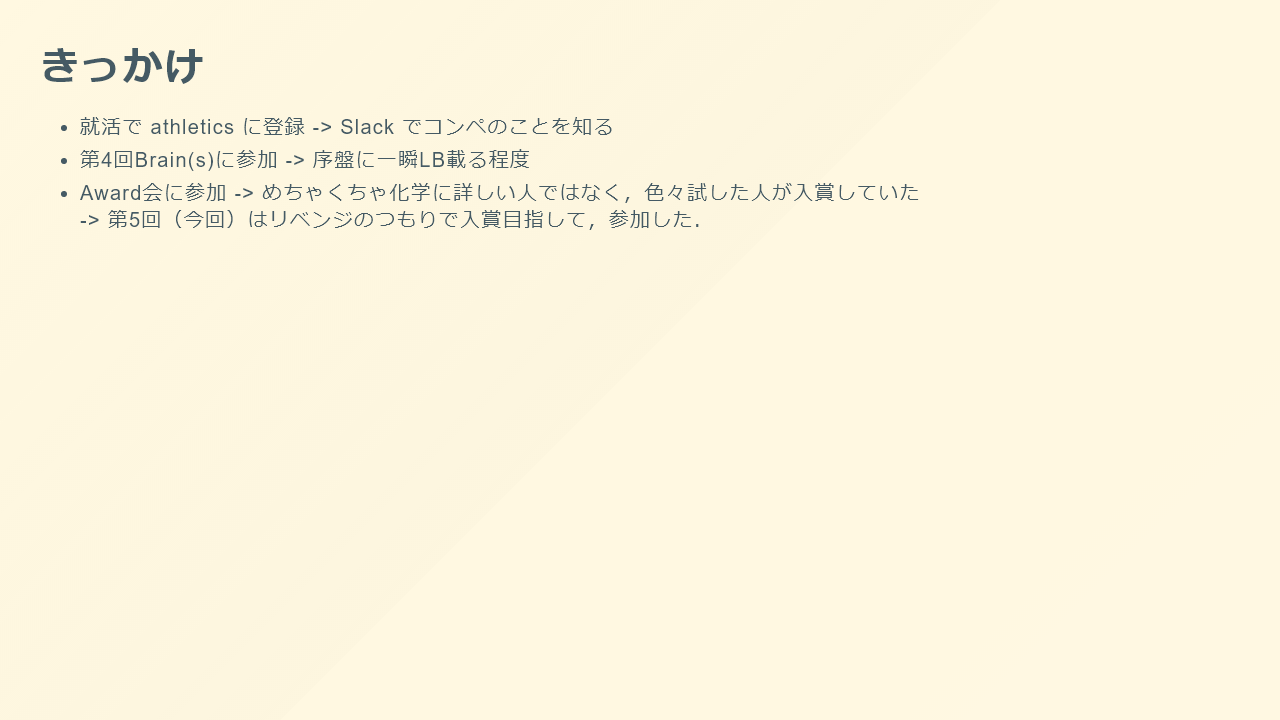 きっかけ
就活で athletics に登録 -> Slack でコンペのことを知る
第4回Brain(s)に参加 -> 序盤に一瞬LB載る程度
Award会に参加 -> めちゃくちゃ化学に詳しい人ではなく，色々試した人が入賞していた
-> 第5回（今回）はリベンジのつもりで入賞目指して，参加した．